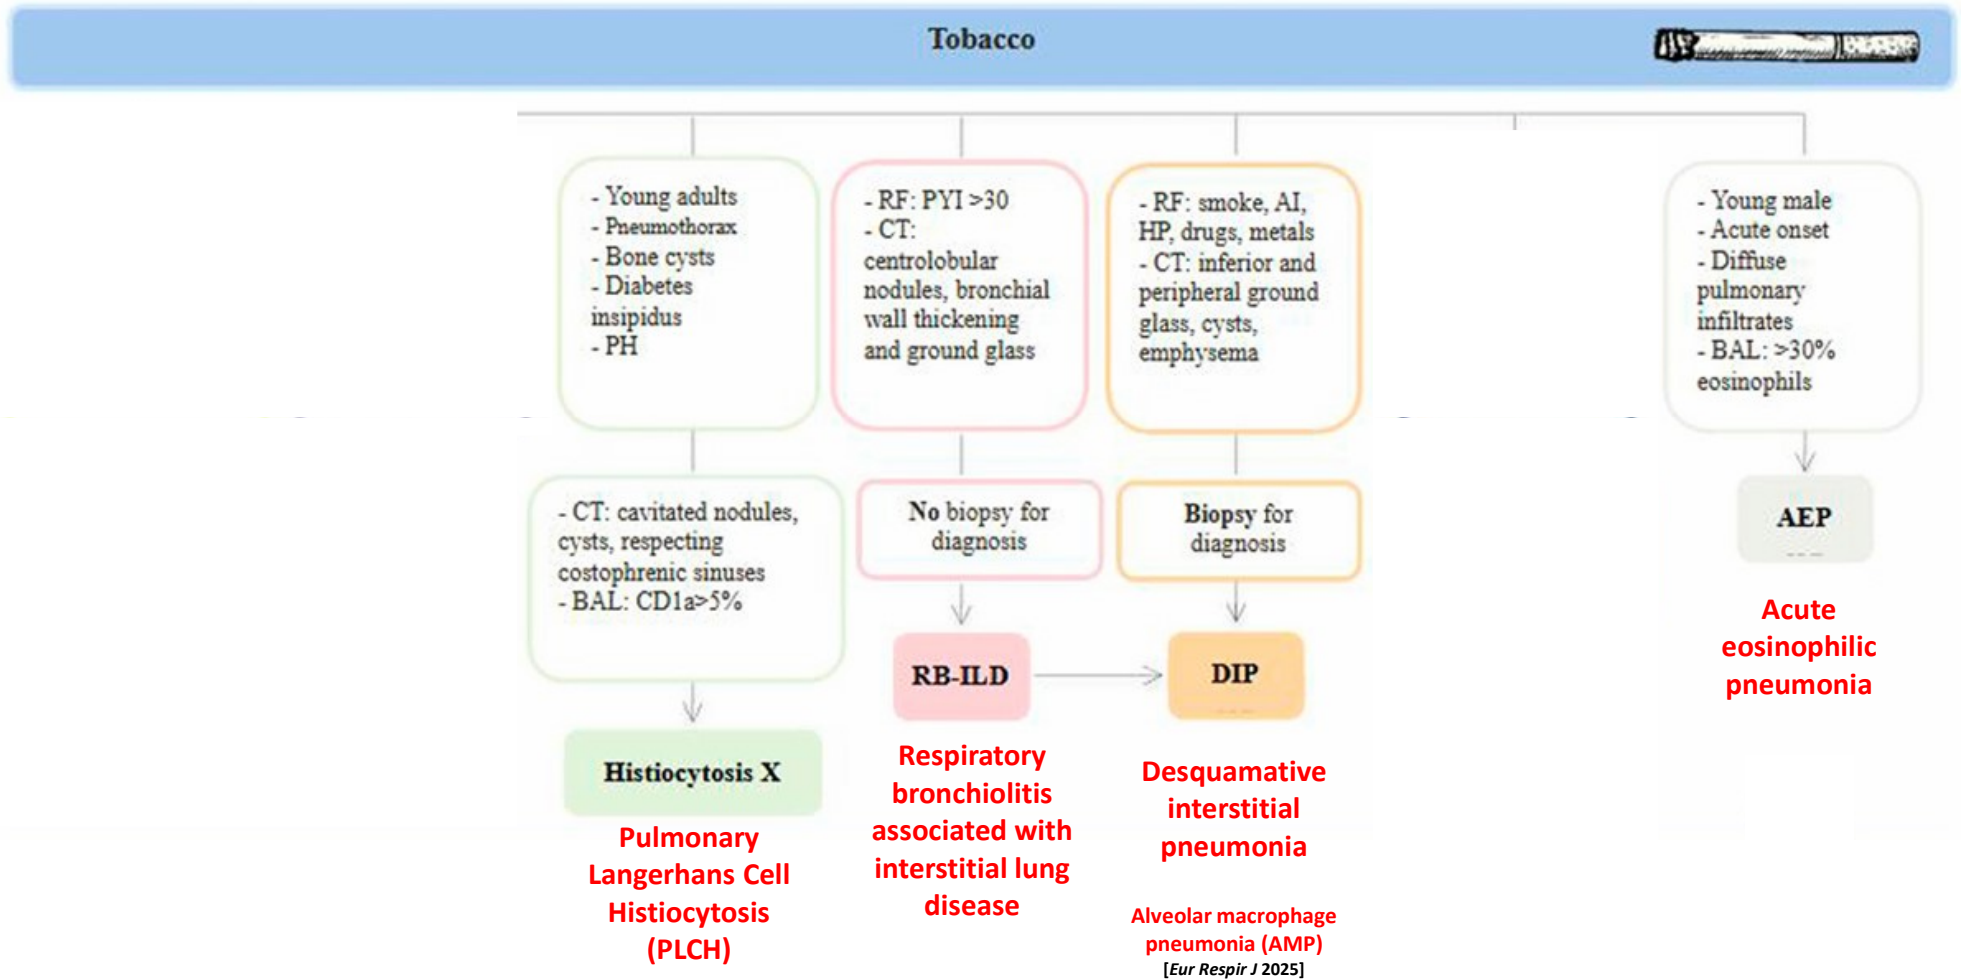 Tobacco
- Young adults
- Pneumothorax
- Bone cysts
- Diabetes
insipidus
- PH
- CT: cavitated nodules,
cysts, respecting
costophrenic sinuses
- BAL: CD1a>5%
Histiocytosis X
Pulmonary
Langerhans Cell
Histiocytosis
(PLCH)
- RF: PYI >30
- CT:
centrolobular
nodules, bronchial
wall thickening
and ground glass
No biopsy for
diagnosis
RB-ILD
Respiratory
bronchiolitis
associated with
interstitial lung
disease
- RF: smoke, AI,
HP, drugs, metals
- CT: inferior and
peripheral ground
glass, cysts,
emphysema
Biopsy for
diagnosis
DIP
Desquamative
interstitial
pneumonia
Alveolar macrophage
pneumonia (AMP)
[Eur Respir J 2025]
- Young male
- Acute onset
- Diffuse
pulmonary
infiltrates
- BAL: >30%
eosinophils
AEP
Acute
eosinophilic
pneumonia